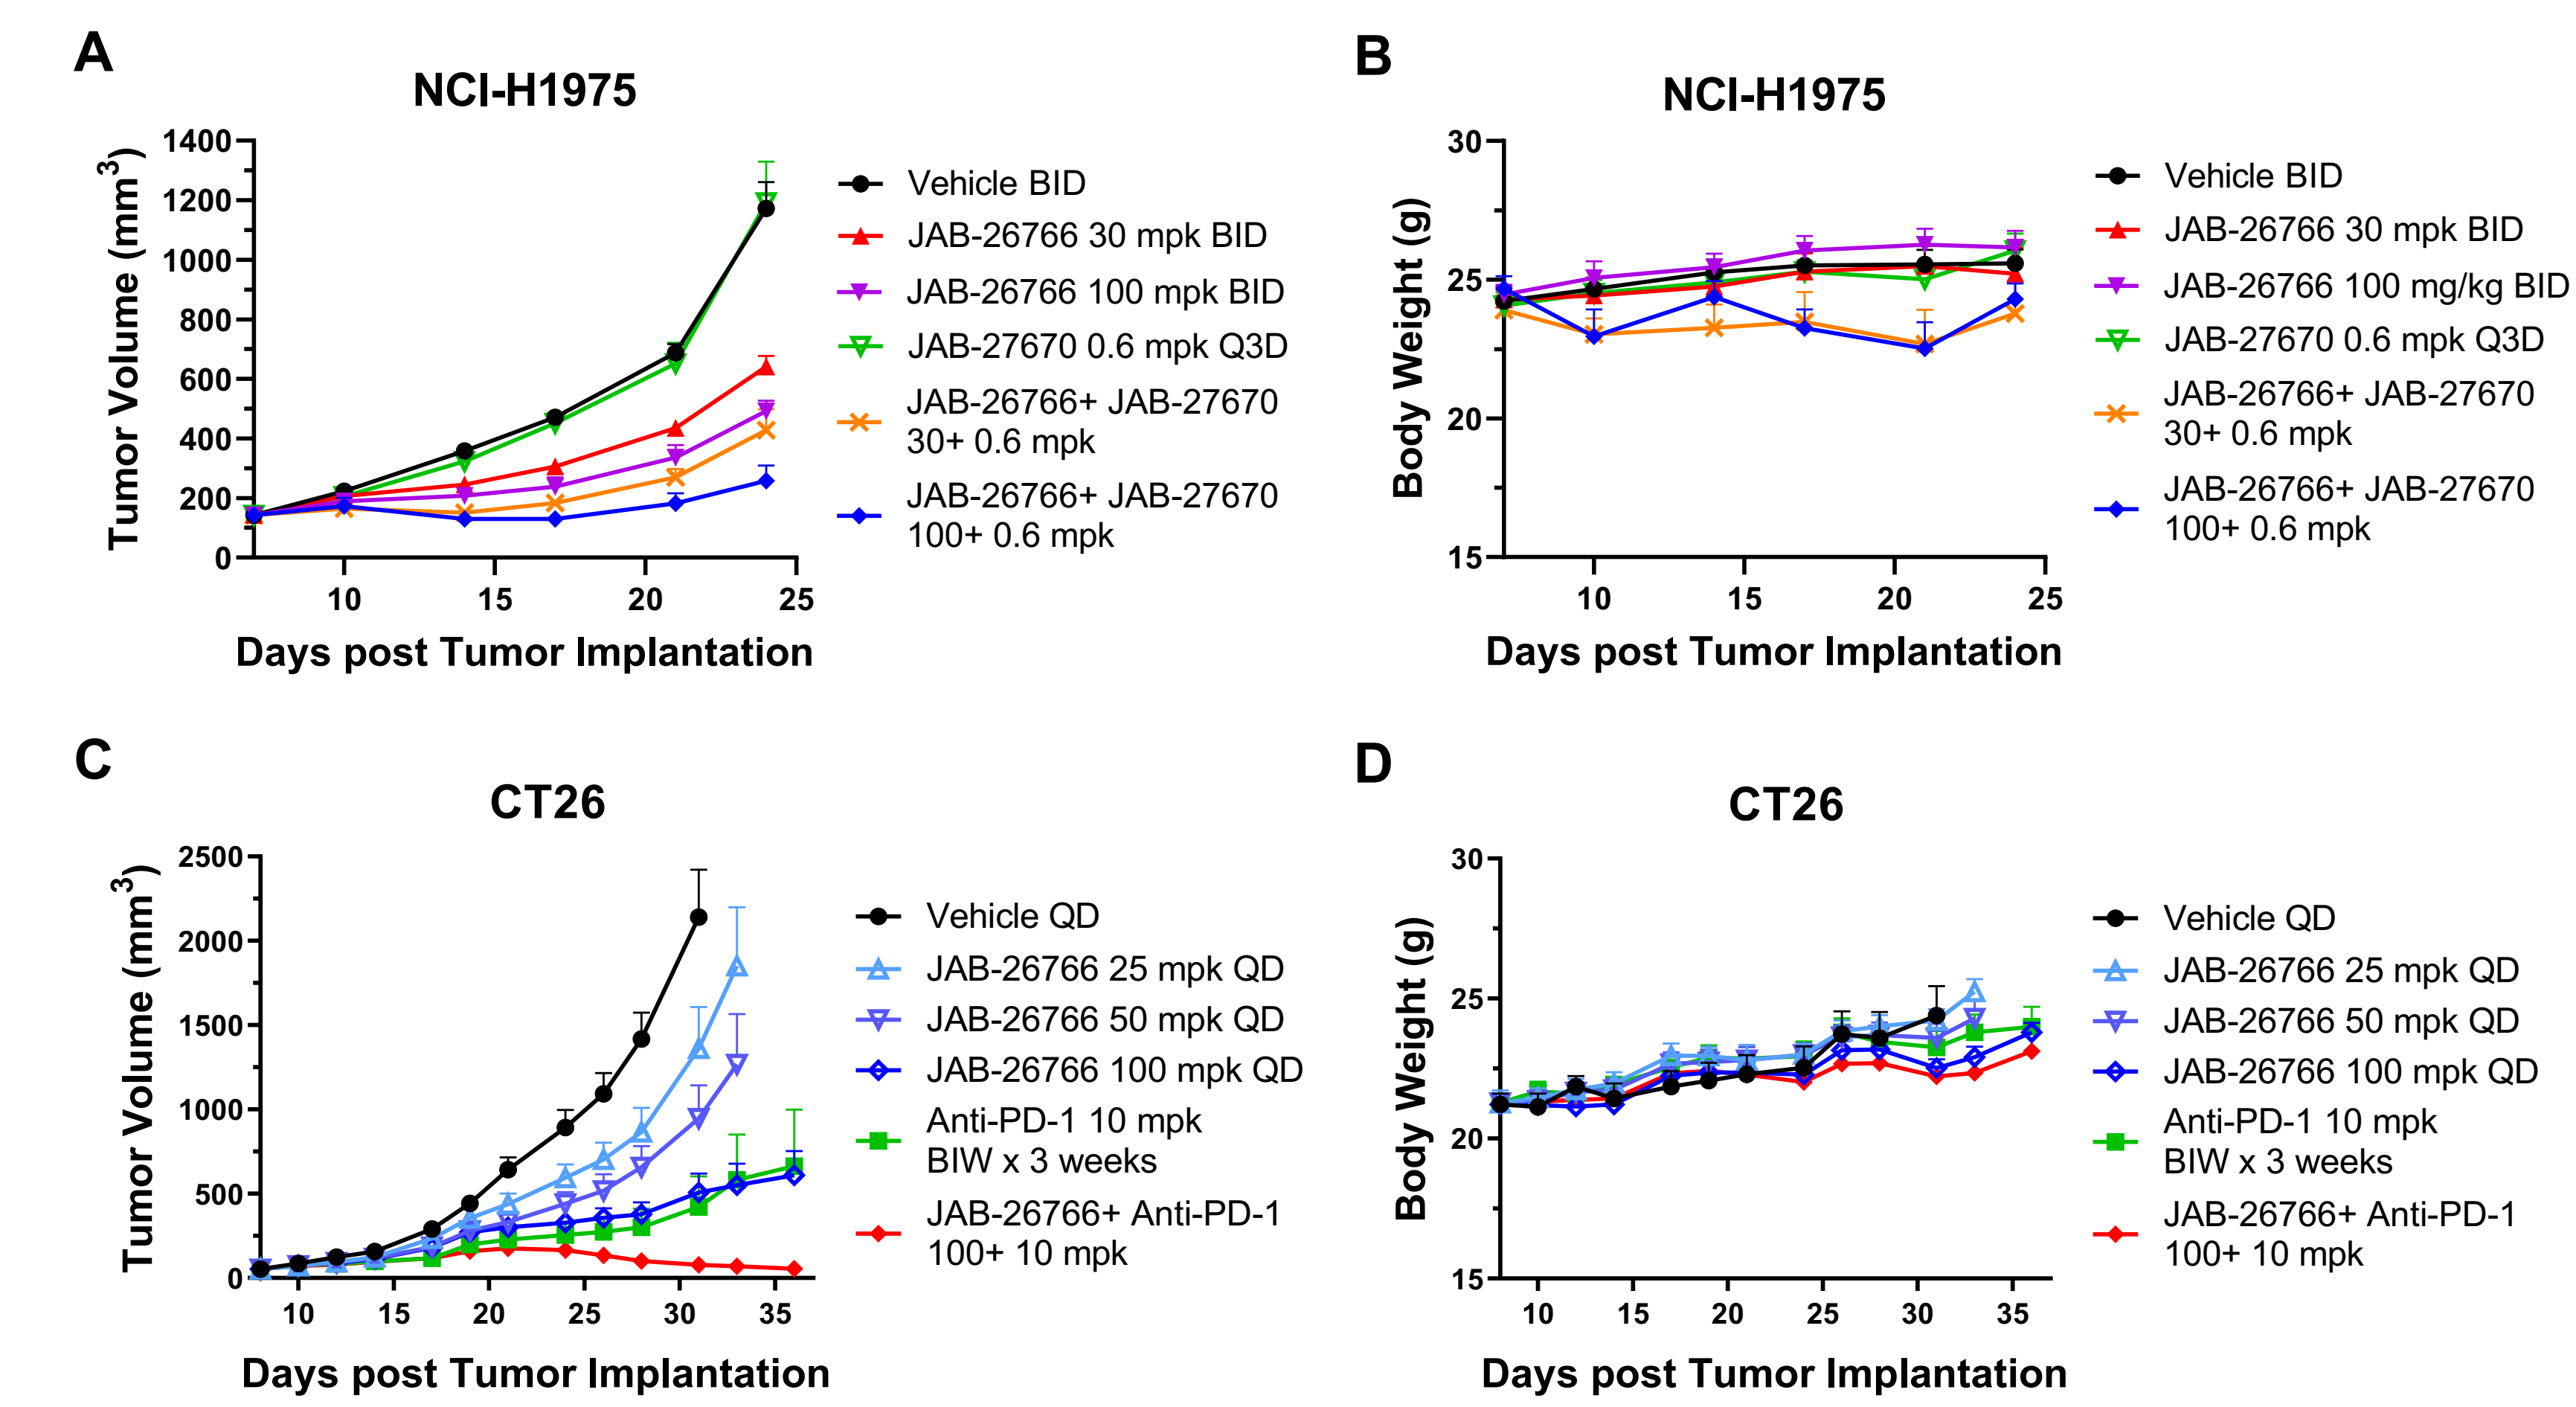 A
NCI-H1975
Tumor Volume (mm3)
1400
1200
1000
800
600
400
200
0
10 15 20 25
Days post Tumor Implantation
Vehicle BID
JAB-26766 30 mpk BID
JAB-26766 100 mpk BID
JAB-27670 0.6 mpk Q3D
JAB-26766+ JAB-27670
30+ 0.6 mpk
JAB-26766+ JAB-27670
100+ 0.6 mpk
B
NCI-H1975
Body Weight (g)
30
25
20
15
10 15 20 25
Days post Tumor Implantation
Vehicle BID
JAB-26766 30 mpk BID
JAB-26766 100 mg/kg BID
JAB-27670 0.6 mpk Q3D
JAB-26766+ JAB-27670
30+ 0.6 mpk
JAB-26766+ JAB-27670
100+ 0.6 mpk
C
CT26
Tumor Volume (mm3)
2500
2000
1500
1000
500
0
10 15 20 25 30 35
Days post Tumor Implantation
Vehicle QD
JAB-26766 25 mpk QD
JAB-26766 50 mpk QD
JAB-26766 100 mpk QD
Anti-PD-1 10 mpk
BIW x 3 weeks
JAB-26766+ Anti-PD-1
100+ 10 mpk
D
CT26
Body Weight (g)
30
25
20
15
10 15 20 25 30 35
Days post Tumor Implantation
Vehicle QD
JAB-26766 25 mpk QD
JAB-26766 50 mpk QD
JAB-26766 100 mpk QD
Anti-PD-1 10 mpk
BIW x 3 weeks
JAB-26766+ Anti-PD-1
100+ 10 mpk